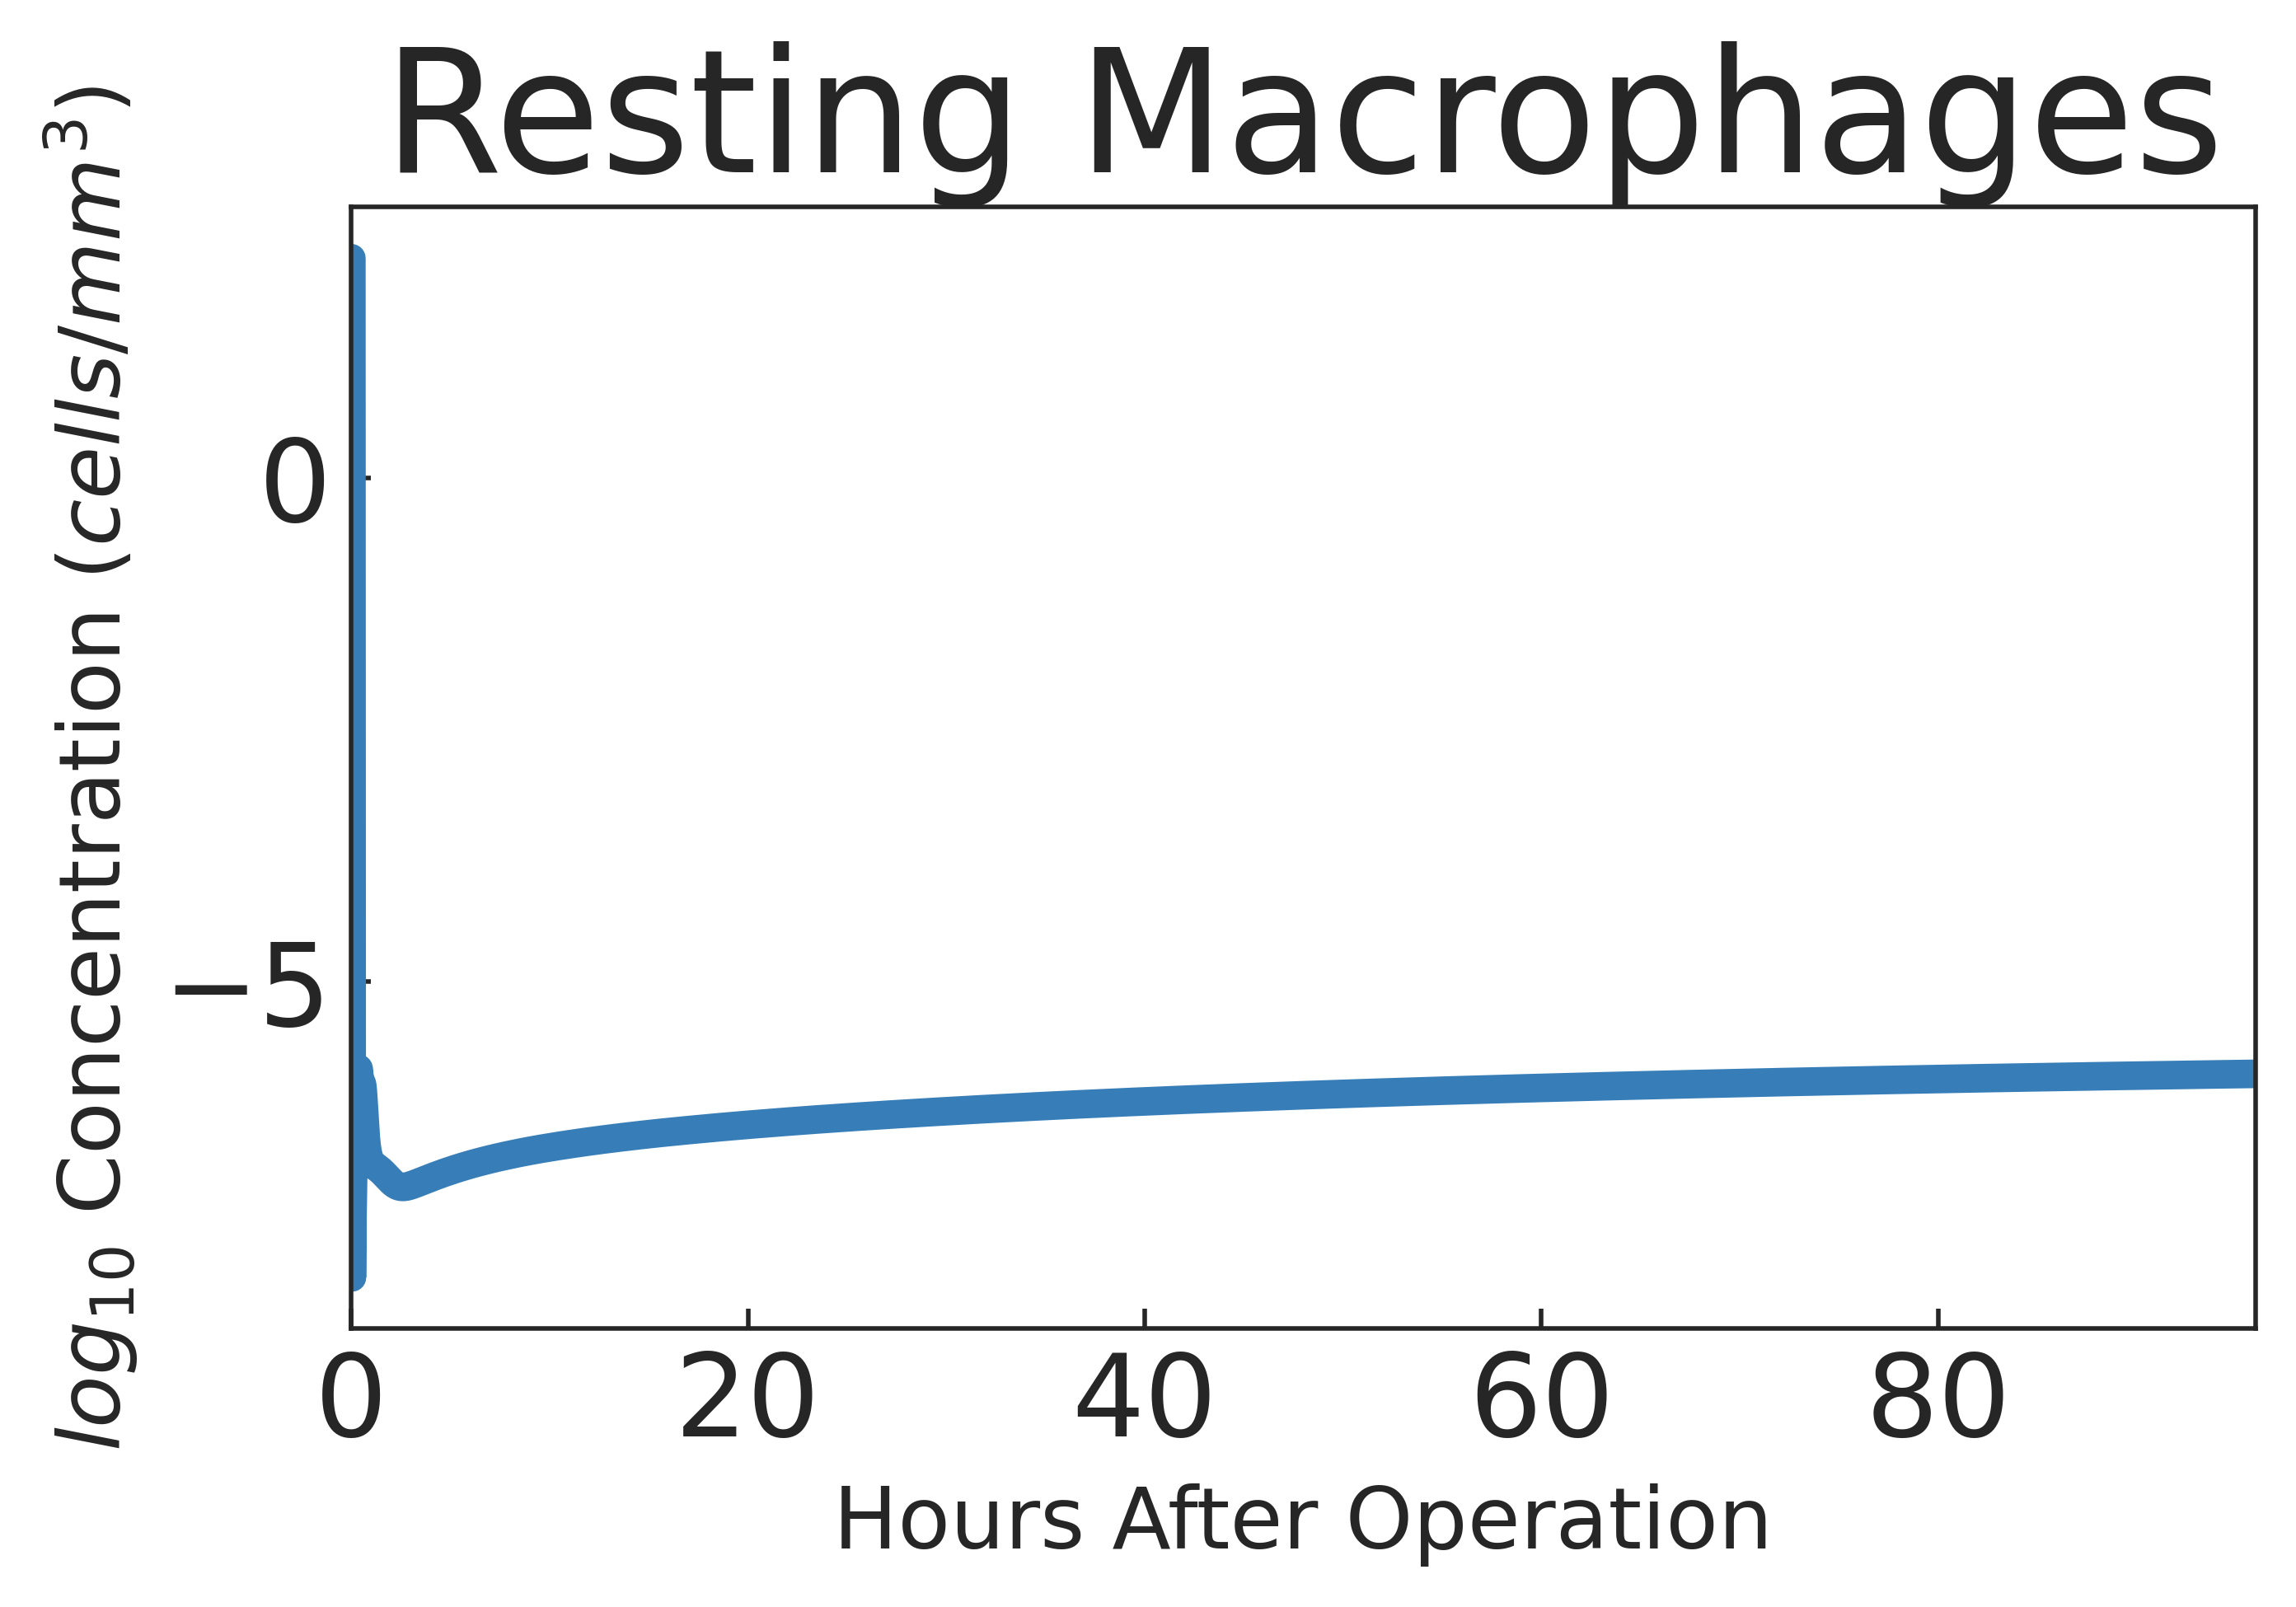 Resting Macrophages
log₁₀ Concentration (cells/mm³)
0
−5
0 20 40 60 80
Hours After Operation